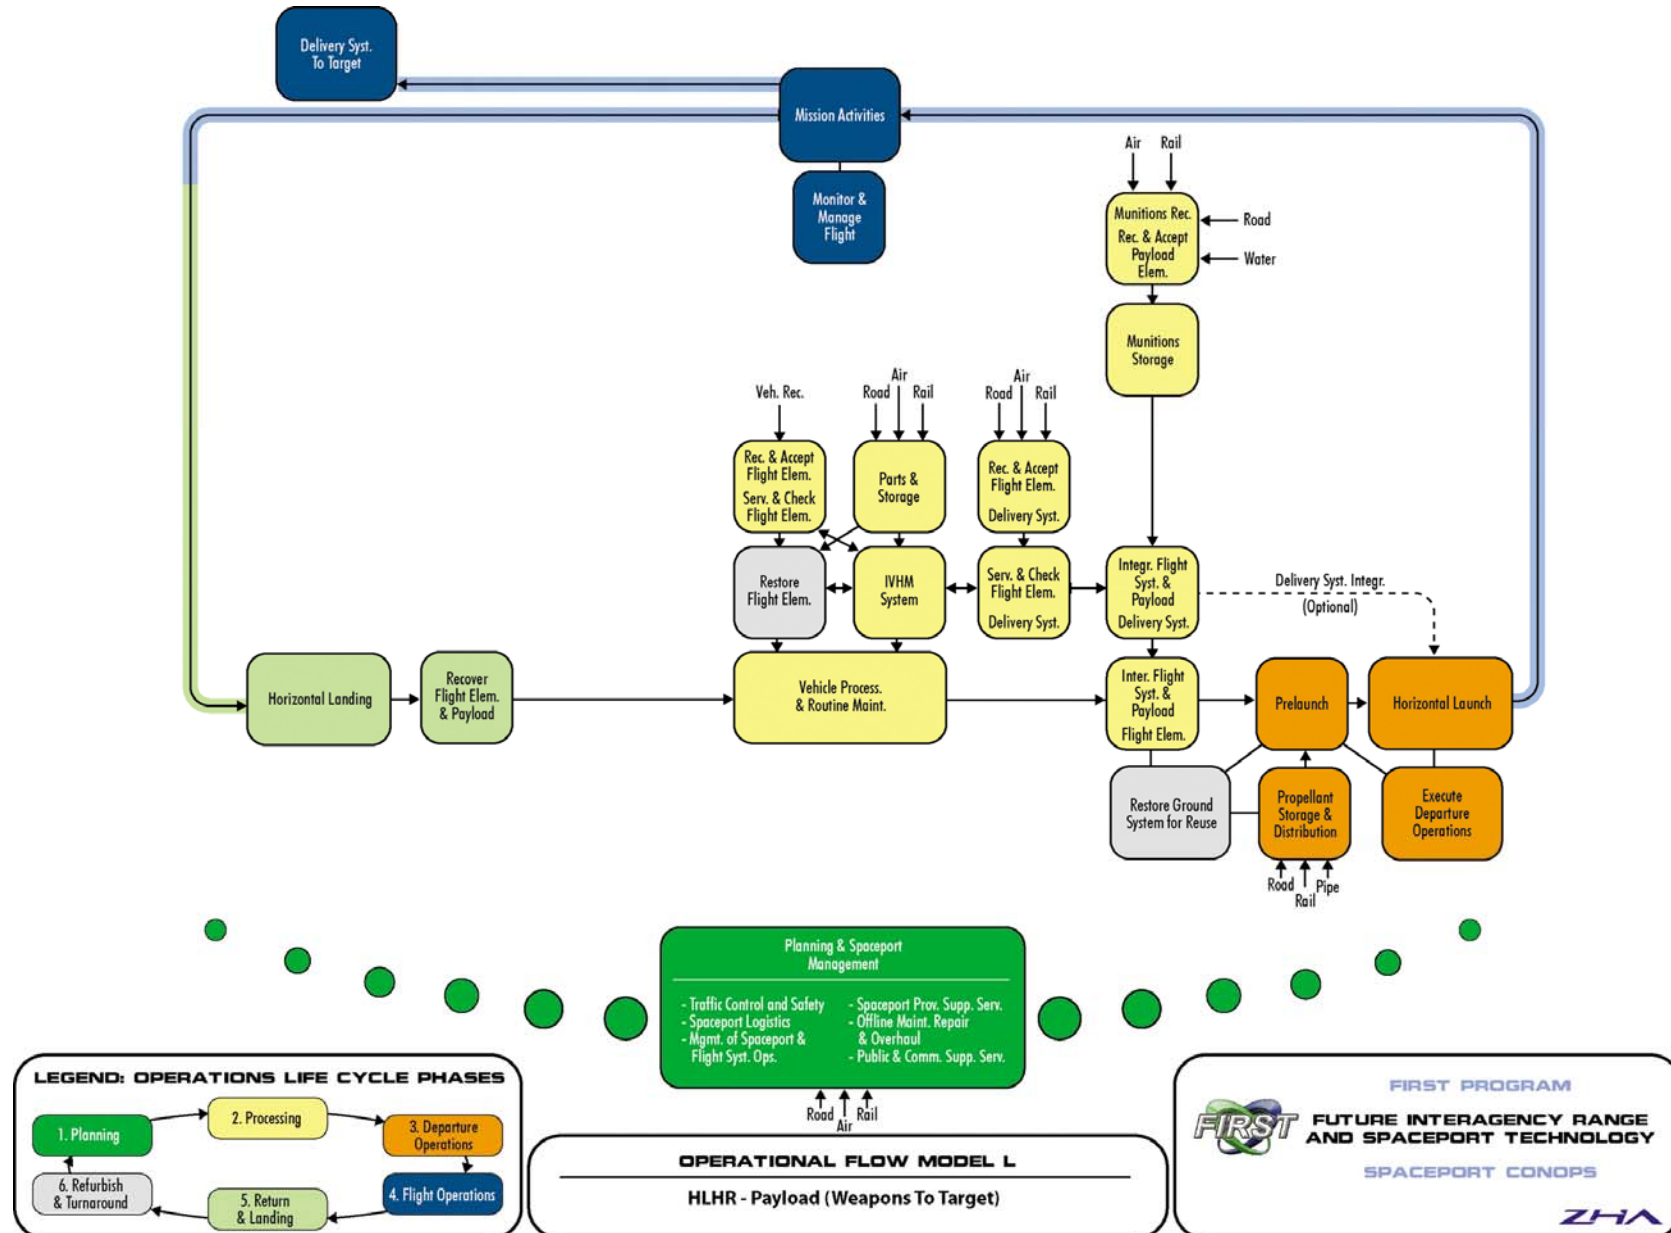 Delivery Syst.
To Target
Mission Activities
Monitor &
Manage
Flight
Air
Rail
Munitions Rec.
Rec. & Accept
Payload
Elem.
Road
Water
Munitions
Storage
Veh. Rec.
Road
Air
Rail
Road
Air
Rail
Rec. & Accept
Flight Elem.
Serv. & Check
Flight Elem.
Parts &
Storage
Rec. & Accept
Flight Elem.
Delivery Syst.
Restore
Flight Elem.
IVHM
System
Serv. & Check
Flight Elem.
Delivery Syst.
Integr. Flight
Syst. &
Payload
Delivery Syst.
Delivery Syst. Integr.
(Optional)
Horizontal Landing
Recover
Flight Elem.
& Payload
Vehicle Process.
& Routine Maint.
Inter. Flight
Syst. &
Payload
Flight Elem.
Prelaunch
Horizontal Launch
Restore Ground
System for Reuse
Propellant
Storage &
Distribution
Execute
Departure
Operations
Road
Rail
Pipe
Planning & Spaceport
Management
- Traffic Control and Safety
- Spaceport Logistics
- Mgmt. of Spaceport &
Flight Syst. Ops.
- Spaceport Prov. Supp. Serv.
- Offline Maint. Repair
& Overhaul
- Public & Comm. Supp. Serv.
Road
Air
Rail
LEGEND: OPERATIONS LIFE CYCLE PHASES
1. Planning
2. Processing
3. Departure
Operations
4. Flight Operations
5. Return
& Landing
6. Refurbish
& Turnaround
OPERATIONAL FLOW MODEL L
HLHR - Payload (Weapons To Target)
FIRST PROGRAM
FIRST
FUTURE INTERAGENCY RANGE
AND SPACEPORT TECHNOLOGY
SPACEPORT CONOPS
ZHA